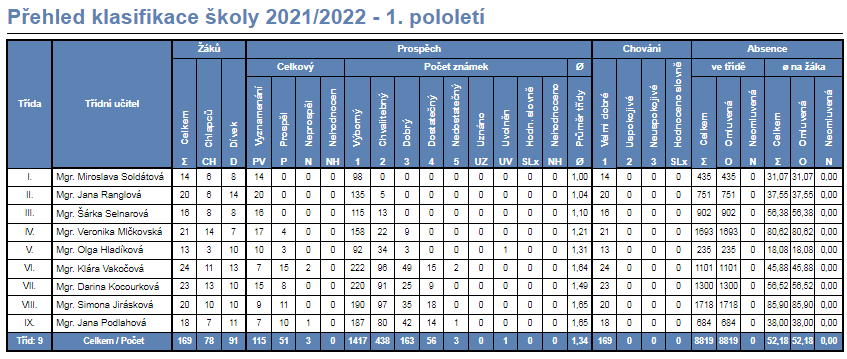 Přehled klasifikace školy 2021/2022 - 1. pololetí
Třída Třídní učitel Žáků Prospěch Chování Absence
Celkový Počet známek Ø ve třídě ø na žáka
Celkem Chlapců Dívek Vyznamenání Prospěl Neprospěl Nehodnocen Výborný Chvalitebný Dobrý Dostatečný Nedostatečný Uznáno Uvolněn Hodn. slovně Nehodnoceno Průměr třídy Velmi dobré Uspokojivé Neuspokojivé Hodnoceno slovně Celkem Omluvená Neomluvená Celkem Omluvená Neomluvená
Σ CH D PV P N NH 1 2 3 4 5 UZ UV SLx NH Ø 1 2 3 SLx Σ O N Σ O N
I. Mgr. Miroslava Soldátová 14 6 8 14 0 0 0 98 0 0 0 0 0 0 0 0 1,00 14 0 0 0 435 435 0 31,07 31,07 0,00
II. Mgr. Jana Ranglová 20 6 14 20 0 0 0 135 5 0 0 0 0 0 0 0 1,04 20 0 0 0 751 751 0 37,55 37,55 0,00
III. Mgr. Šárka Selnarová 16 8 8 16 0 0 0 115 13 0 0 0 0 0 0 0 1,10 16 0 0 0 902 902 0 56,38 56,38 0,00
IV. Mgr. Veronika Mlčkovská 21 14 7 17 4 0 0 158 22 9 0 0 0 0 0 0 1,21 21 0 0 0 1693 1693 0 80,62 80,62 0,00
V. Mgr. Olga Hladíková 13 3 10 10 3 0 0 92 34 3 0 0 0 1 0 0 1,31 13 0 0 0 235 235 0 18,08 18,08 0,00
VI. Mgr. Klára Vakočová 24 11 13 7 15 2 0 222 96 49 15 2 0 0 0 0 1,64 24 0 0 0 1101 1101 0 45,88 45,88 0,00
VII. Mgr. Darina Kocourková 23 13 10 15 8 0 0 220 91 25 9 0 0 0 0 0 1,49 23 0 0 0 1300 1300 0 56,52 56,52 0,00
VIII. Mgr. Simona Jirásková 20 10 10 9 11 0 0 190 97 35 18 0 0 0 0 0 1,65 20 0 0 0 1718 1718 0 85,90 85,90 0,00
IX. Mgr. Jana Podlahová 18 7 11 7 10 1 0 187 80 42 14 1 0 0 0 0 1,65 18 0 0 0 684 684 0 38,00 38,00 0,00
Tříd: 9 Celkem / Počet 169 78 91 115 51 3 0 1417 438 163 56 3 0 1 0 0 1,34 169 0 0 0 8819 8819 0 52,18 52,18 0,00